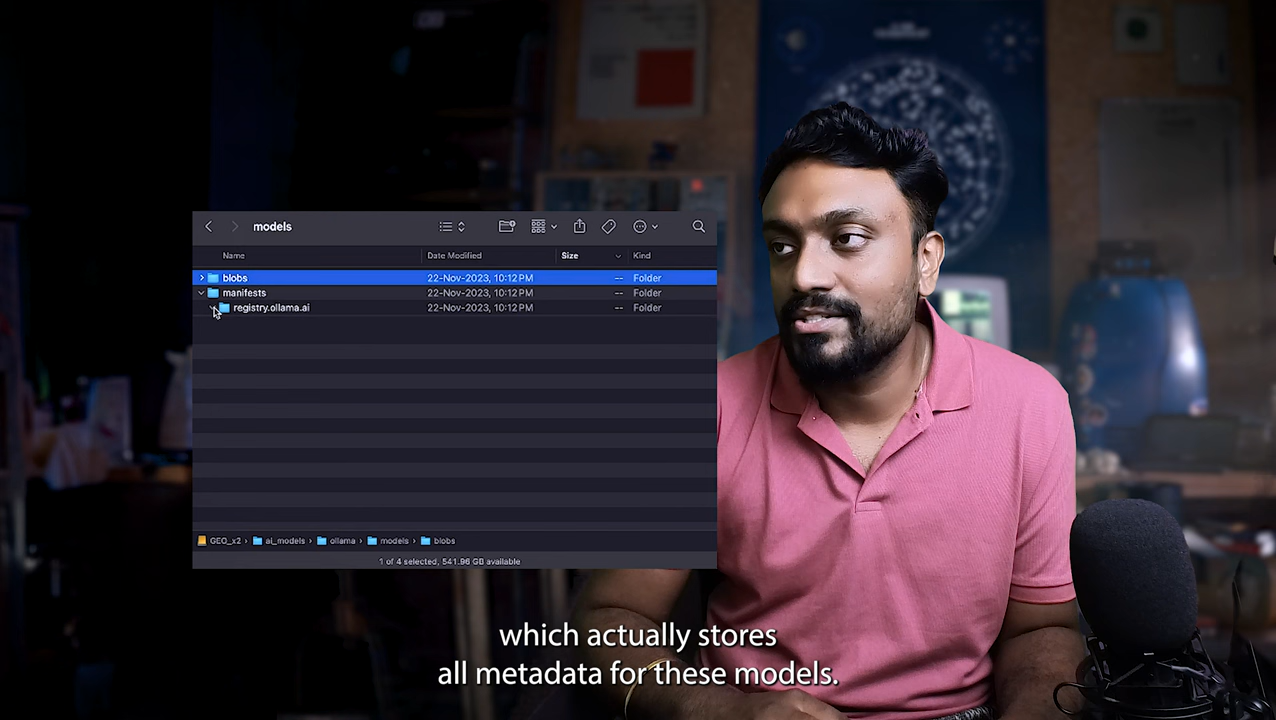 models
Name Date Modified Size Kind
blobs 22-Nov-2023, 10:12 PM -- Folder
manifests 22-Nov-2023, 10:12 PM -- Folder
registry.ollama.ai 22-Nov-2023, 10:12 PM -- Folder
GEO_x2 › ai_models › ollama › models › blobs
1 of 4 selected, 541.96 GB available
which actually stores
all metadata for these models.